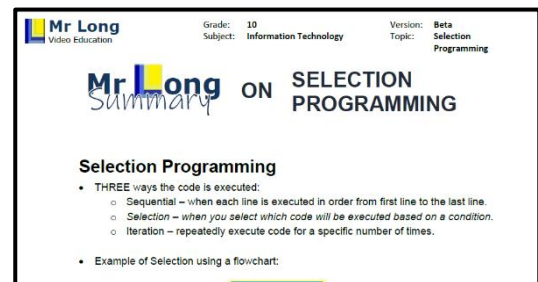 Mr Long
Video Education
Grade: 10
Subject: Information Technology
Version: Beta
Topic: Selection Programming
Mr Long Summary ON SELECTION PROGRAMMING
Selection Programming
• THREE ways the code is executed:
o Sequential – when each line is executed in order from first line to the last line.
o Selection – when you select which code will be executed based on a condition.
o Iteration – repeatedly execute code for a specific number of times.
• Example of Selection using a flowchart: